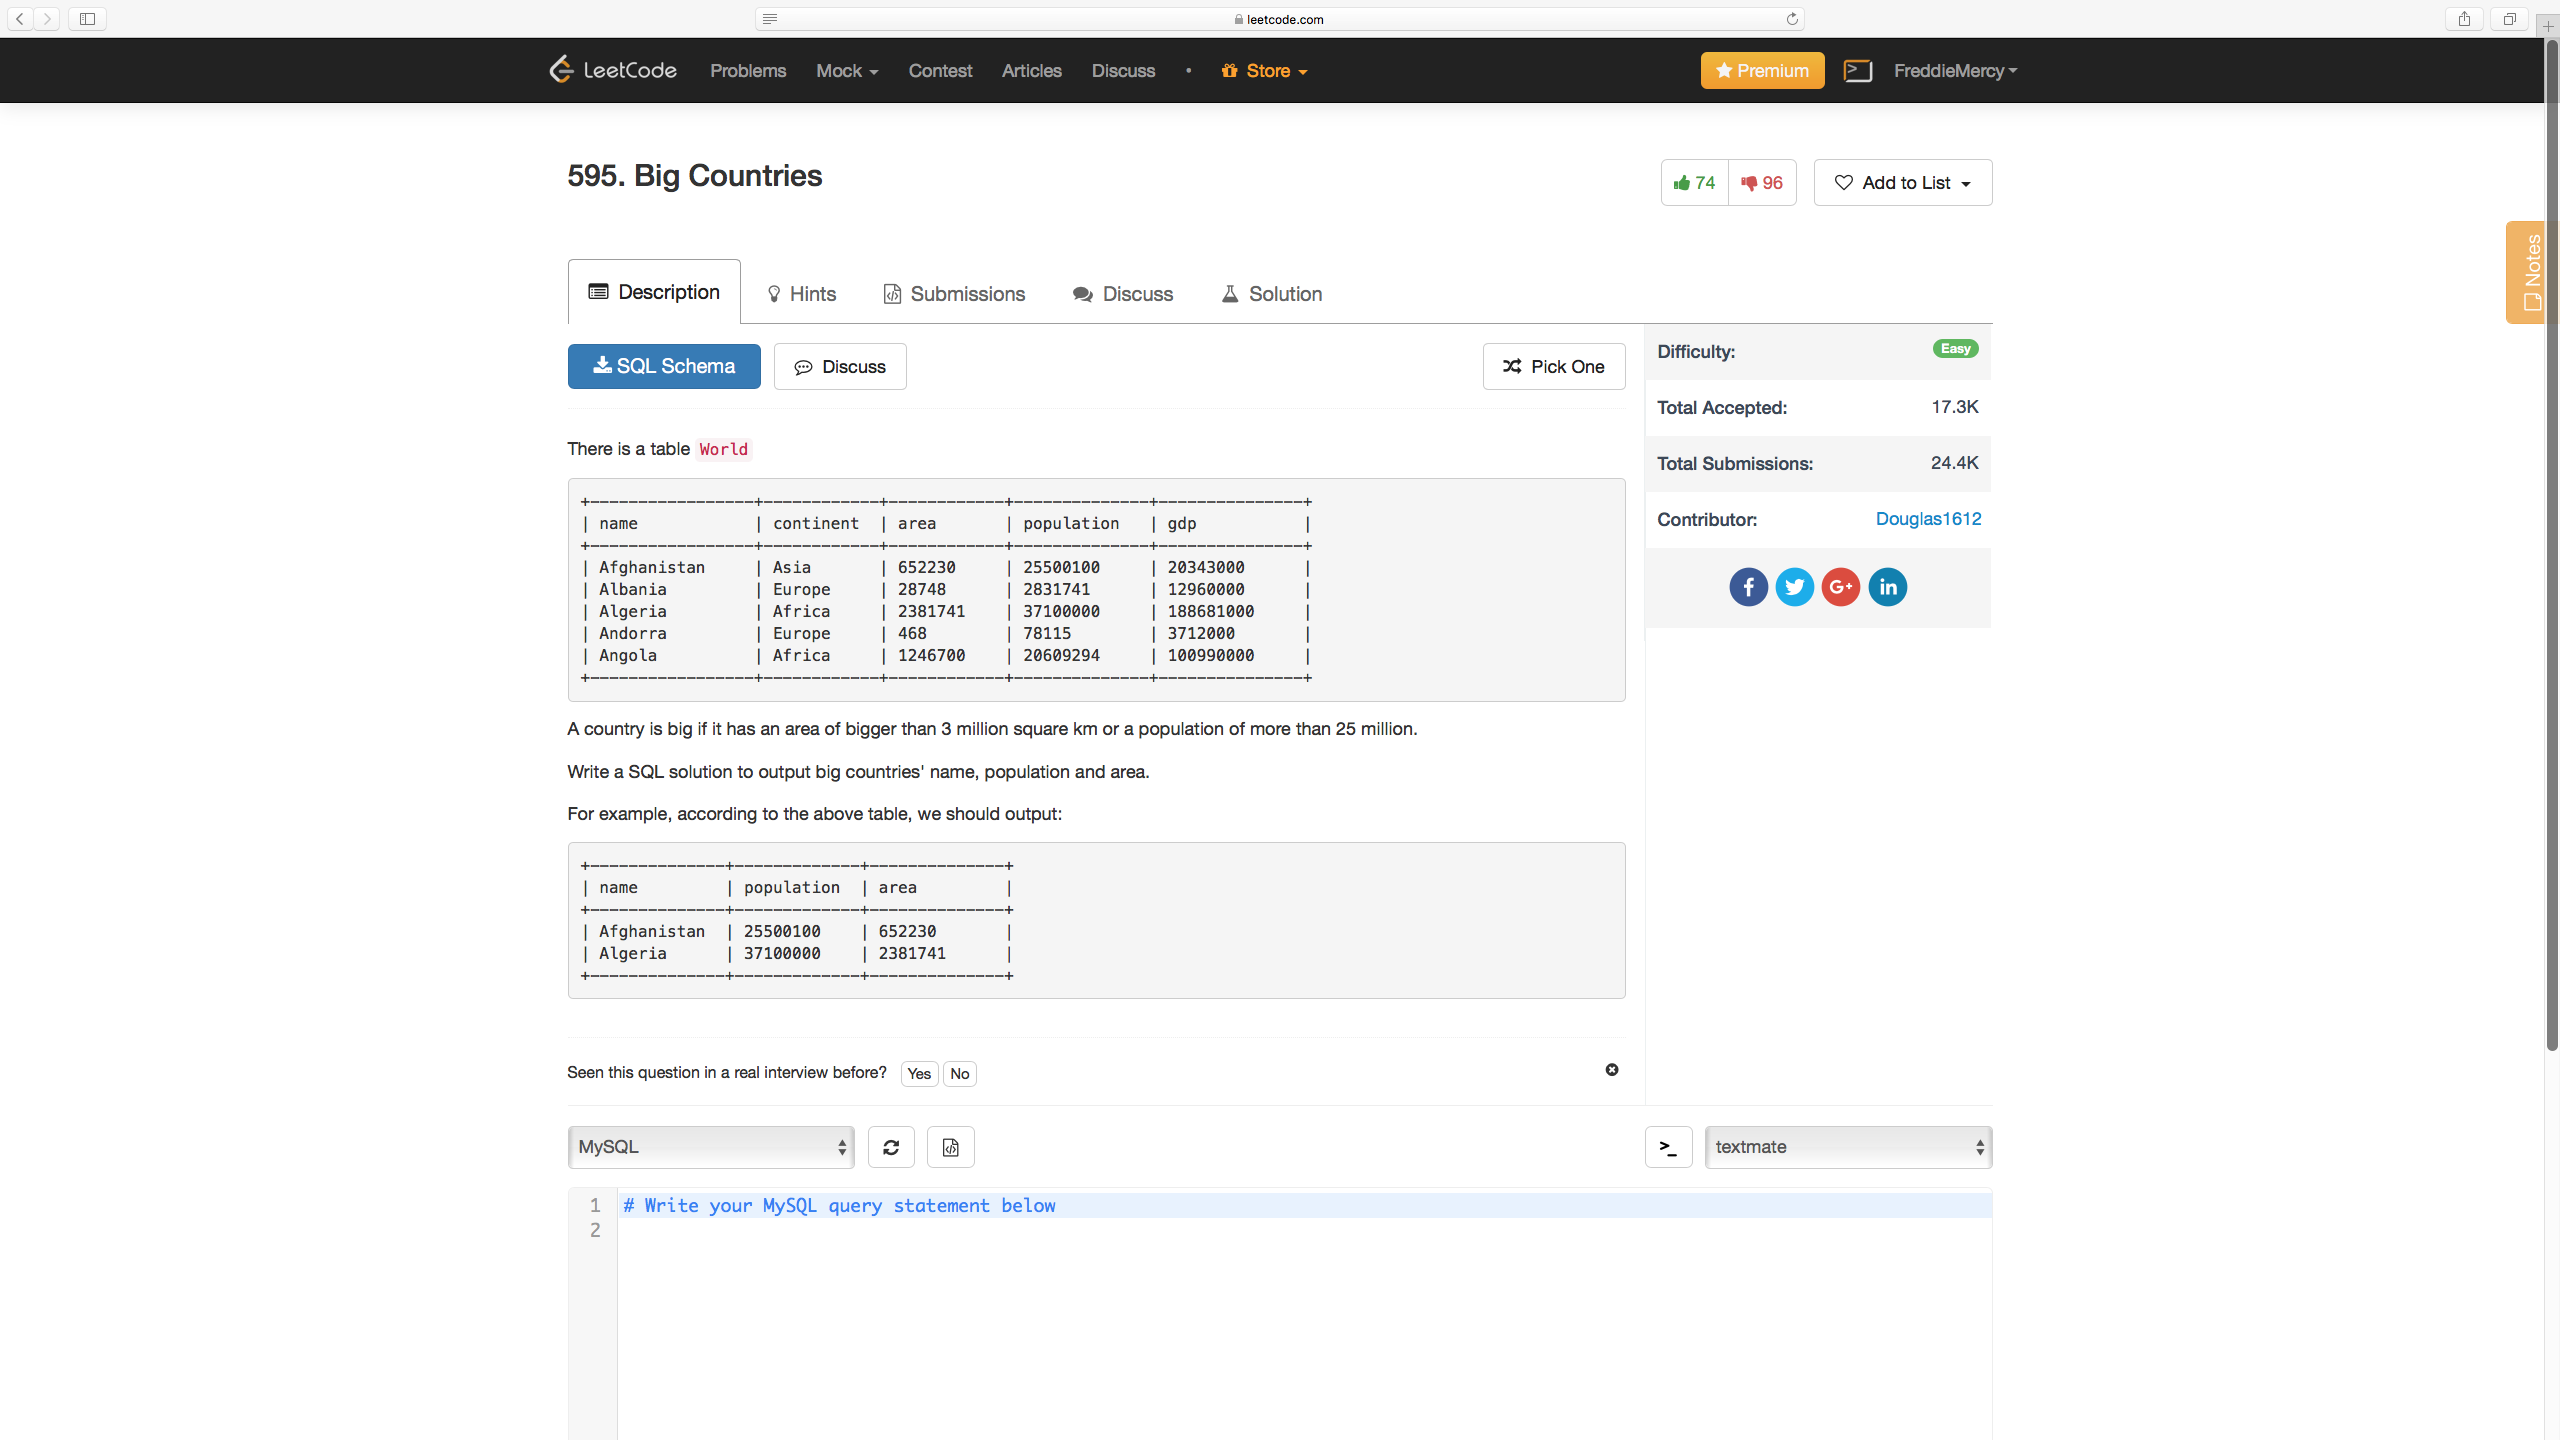 leetcode.com
LeetCode Problems Mock Contest Articles Discuss • Store Premium FreddieMercy
595. Big Countries
74 96 Add to List
Notes
Description Hints Submissions Discuss Solution
SQL Schema Discuss Pick One
Difficulty: Easy
Total Accepted: 17.3K
Total Submissions: 24.4K
Contributor: Douglas1612
f G+ in
There is a table World
+-----------------+------------+------------+--------------+---------------+
| name            | continent  | area       | population   | gdp           |
+-----------------+------------+------------+--------------+---------------+
| Afghanistan     | Asia       | 652230     | 25500100     | 20343000      |
| Albania         | Europe     | 28748      | 2831741      | 12960000      |
| Algeria         | Africa     | 2381741    | 37100000     | 188681000     |
| Andorra         | Europe     | 468        | 78115        | 3712000       |
| Angola          | Africa     | 1246700    | 20609294     | 100990000     |
+-----------------+------------+------------+--------------+---------------+
A country is big if it has an area of bigger than 3 million square km or a population of more than 25 million.
Write a SQL solution to output big countries' name, population and area.
For example, according to the above table, we should output:
+--------------+-------------+--------------+
| name         | population  | area         |
+--------------+-------------+--------------+
| Afghanistan  | 25500100    | 652230       |
| Algeria      | 37100000    | 2381741      |
+--------------+-------------+--------------+
Seen this question in a real interview before? Yes No
MySQL >_ textmate
1 # Write your MySQL query statement below
2